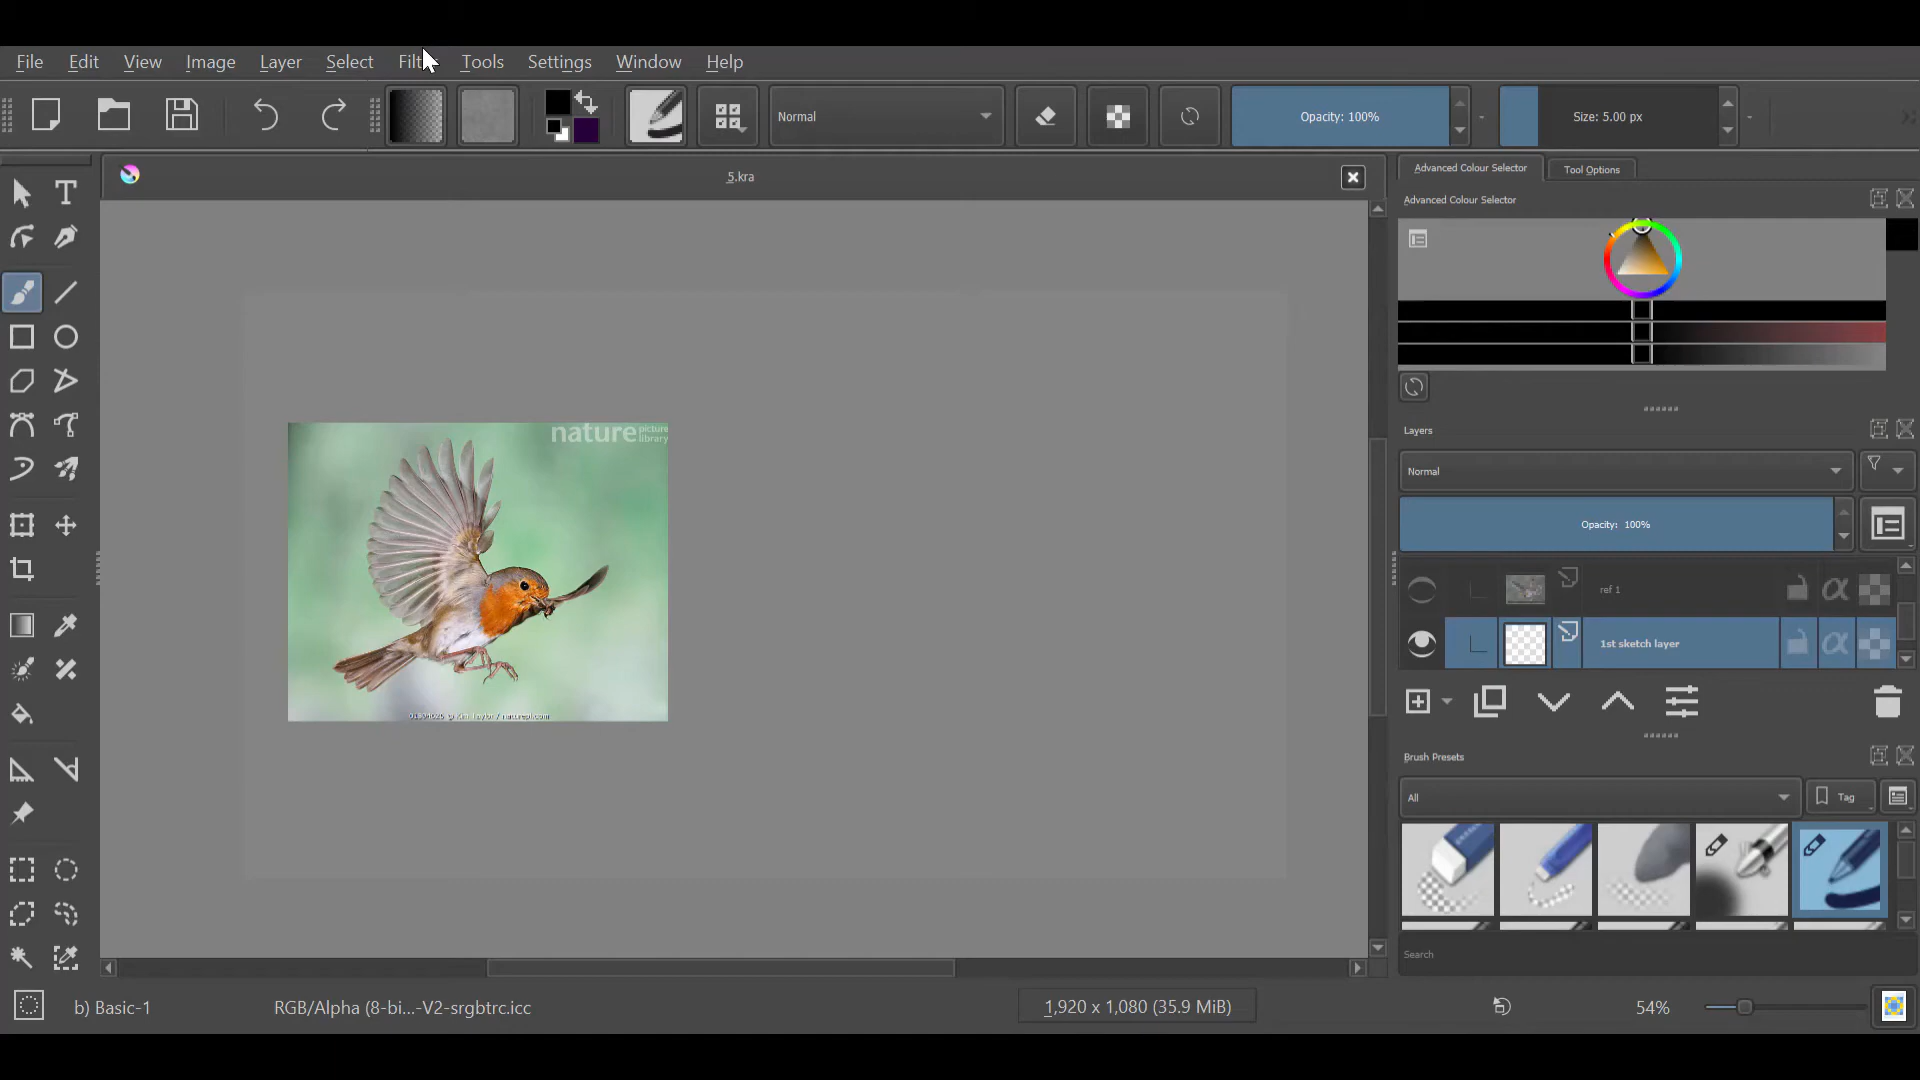 File Edit View Image Layer Select Filt Tools Settings Window Help
Normal
Opacity: 100%
Size: 5.00 px
5.kra
Advanced Colour Selector
Tool Options
Advanced Colour Selector
nature picture library
Layers
Normal
Opacity: 100%
ref 1
1st sketch layer
Brush Presets
All
Tag
Search
b) Basic-1
RGB/Alpha (8-bi...-V2-srgbtrc.icc
1,920 x 1,080 (35.9 MiB)
54%